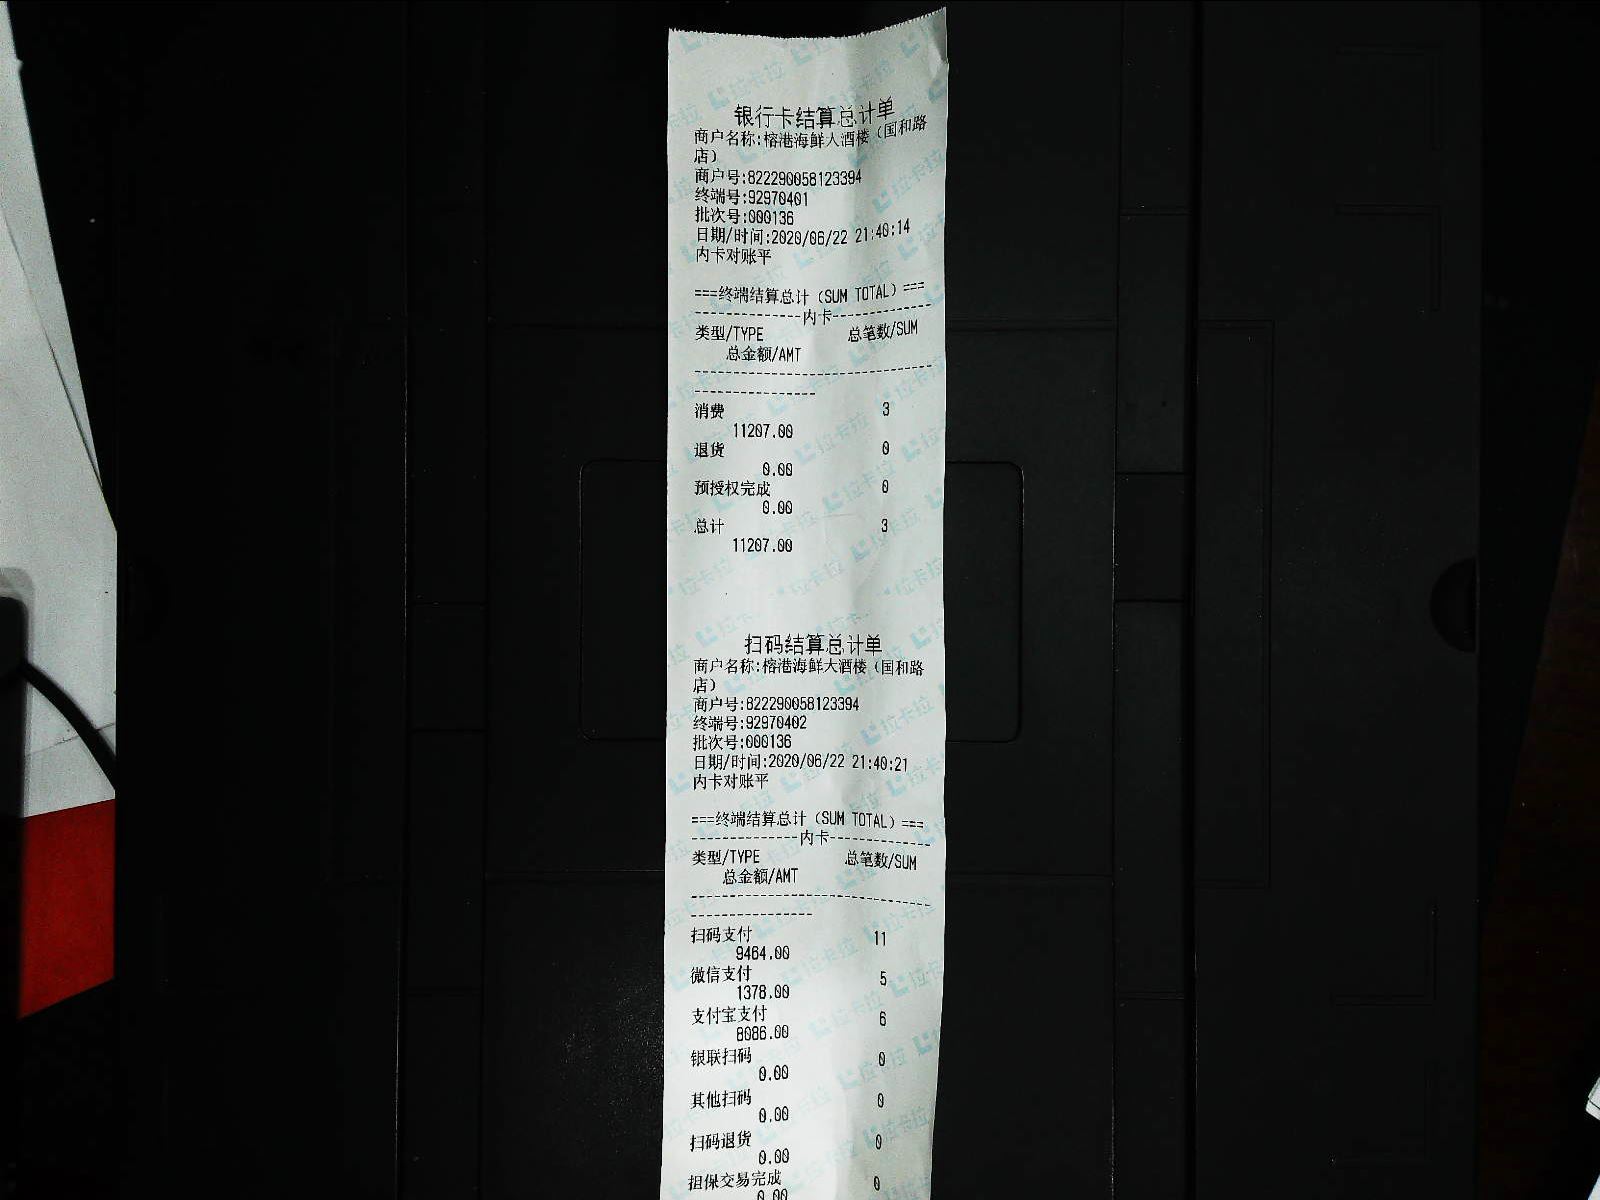 银行卡结算总计单
商户名称:榕港海鲜大酒楼（国和路
店）
商户号:822290058123394
终端号:92970401
批次号:000136
日期/时间:2020/06/22 21:40:14
内卡对账平
===终端结算总计（SUM TOTAL）===
--------------内卡-------------
类型/TYPE 总笔数/SUM
总金额/AMT
-------------------------------
----------------
消费 3
11207.00
退货 0
0.00
预授权完成 0
0.00
总计 3
11207.00
扫码结算总计单
商户名称:榕港海鲜大酒楼（国和路
店）
商户号:822290058123394
终端号:92970402
批次号:000136
日期/时间:2020/06/22 21:40:21
内卡对账平
===终端结算总计（SUM TOTAL）===
--------------内卡-------------
类型/TYPE 总笔数/SUM
总金额/AMT
-------------------------------
----------------
扫码支付 11
9464.00
微信支付 5
1378.00
支付宝支付 6
8086.00
银联扫码 0
0.00
其他扫码 0
0.00
扫码退货 0
0.00
担保交易完成 0
0.00